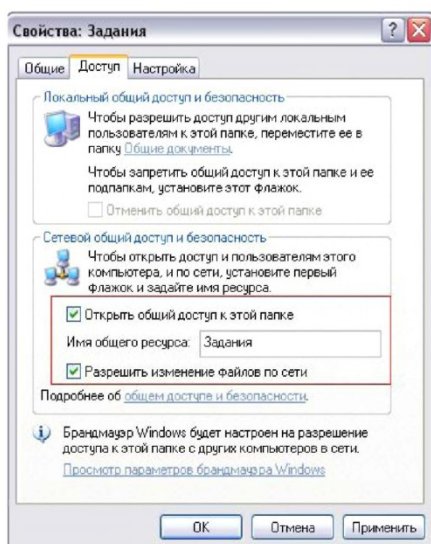 Свойства: Задания
Общие Доступ Настройка
Локальный общий доступ и безопасность
Чтобы разрешить доступ другим локальным
пользователям к этой папке, переместите ее в
папку Общие документы.
Чтобы запретить общий доступ к этой папке и ее
подпапкам, установите этот флажок.
Отменить общий доступ к этой папке
Сетевой общий доступ и безопасность
Чтобы открыть доступ и пользователям этого
компьютера, и по сети, установите первый
флажок и задайте имя ресурса.
Открыть общий доступ к этой папке
Имя общего ресурса: Задания
Разрешить изменение файлов по сети
Подробнее об общем доступе и безопасности.
Брандмауэр Windows будет настроен на разрешение
доступа к этой папке с других компьютеров в сети.
Просмотр параметров брандмауэра Windows
OK Отмена Применить